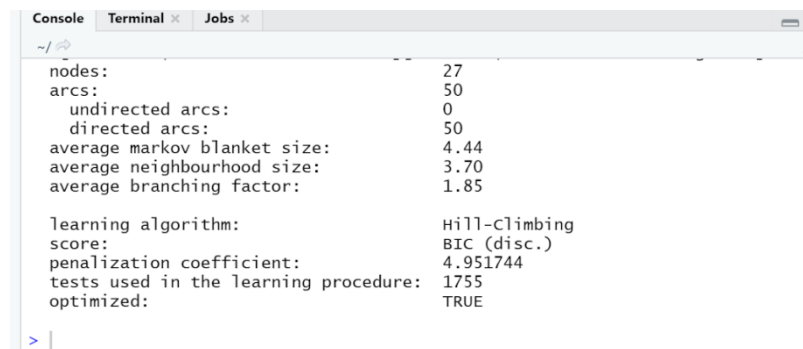 Console Terminal × Jobs ×
~/
nodes: 27
arcs: 50
undirected arcs: 0
directed arcs: 50
average markov blanket size: 4.44
average neighbourhood size: 3.70
average branching factor: 1.85
learning algorithm: Hill-Climbing
score: BIC (disc.)
penalization coefficient: 4.951744
tests used in the learning procedure: 1755
optimized: TRUE
>